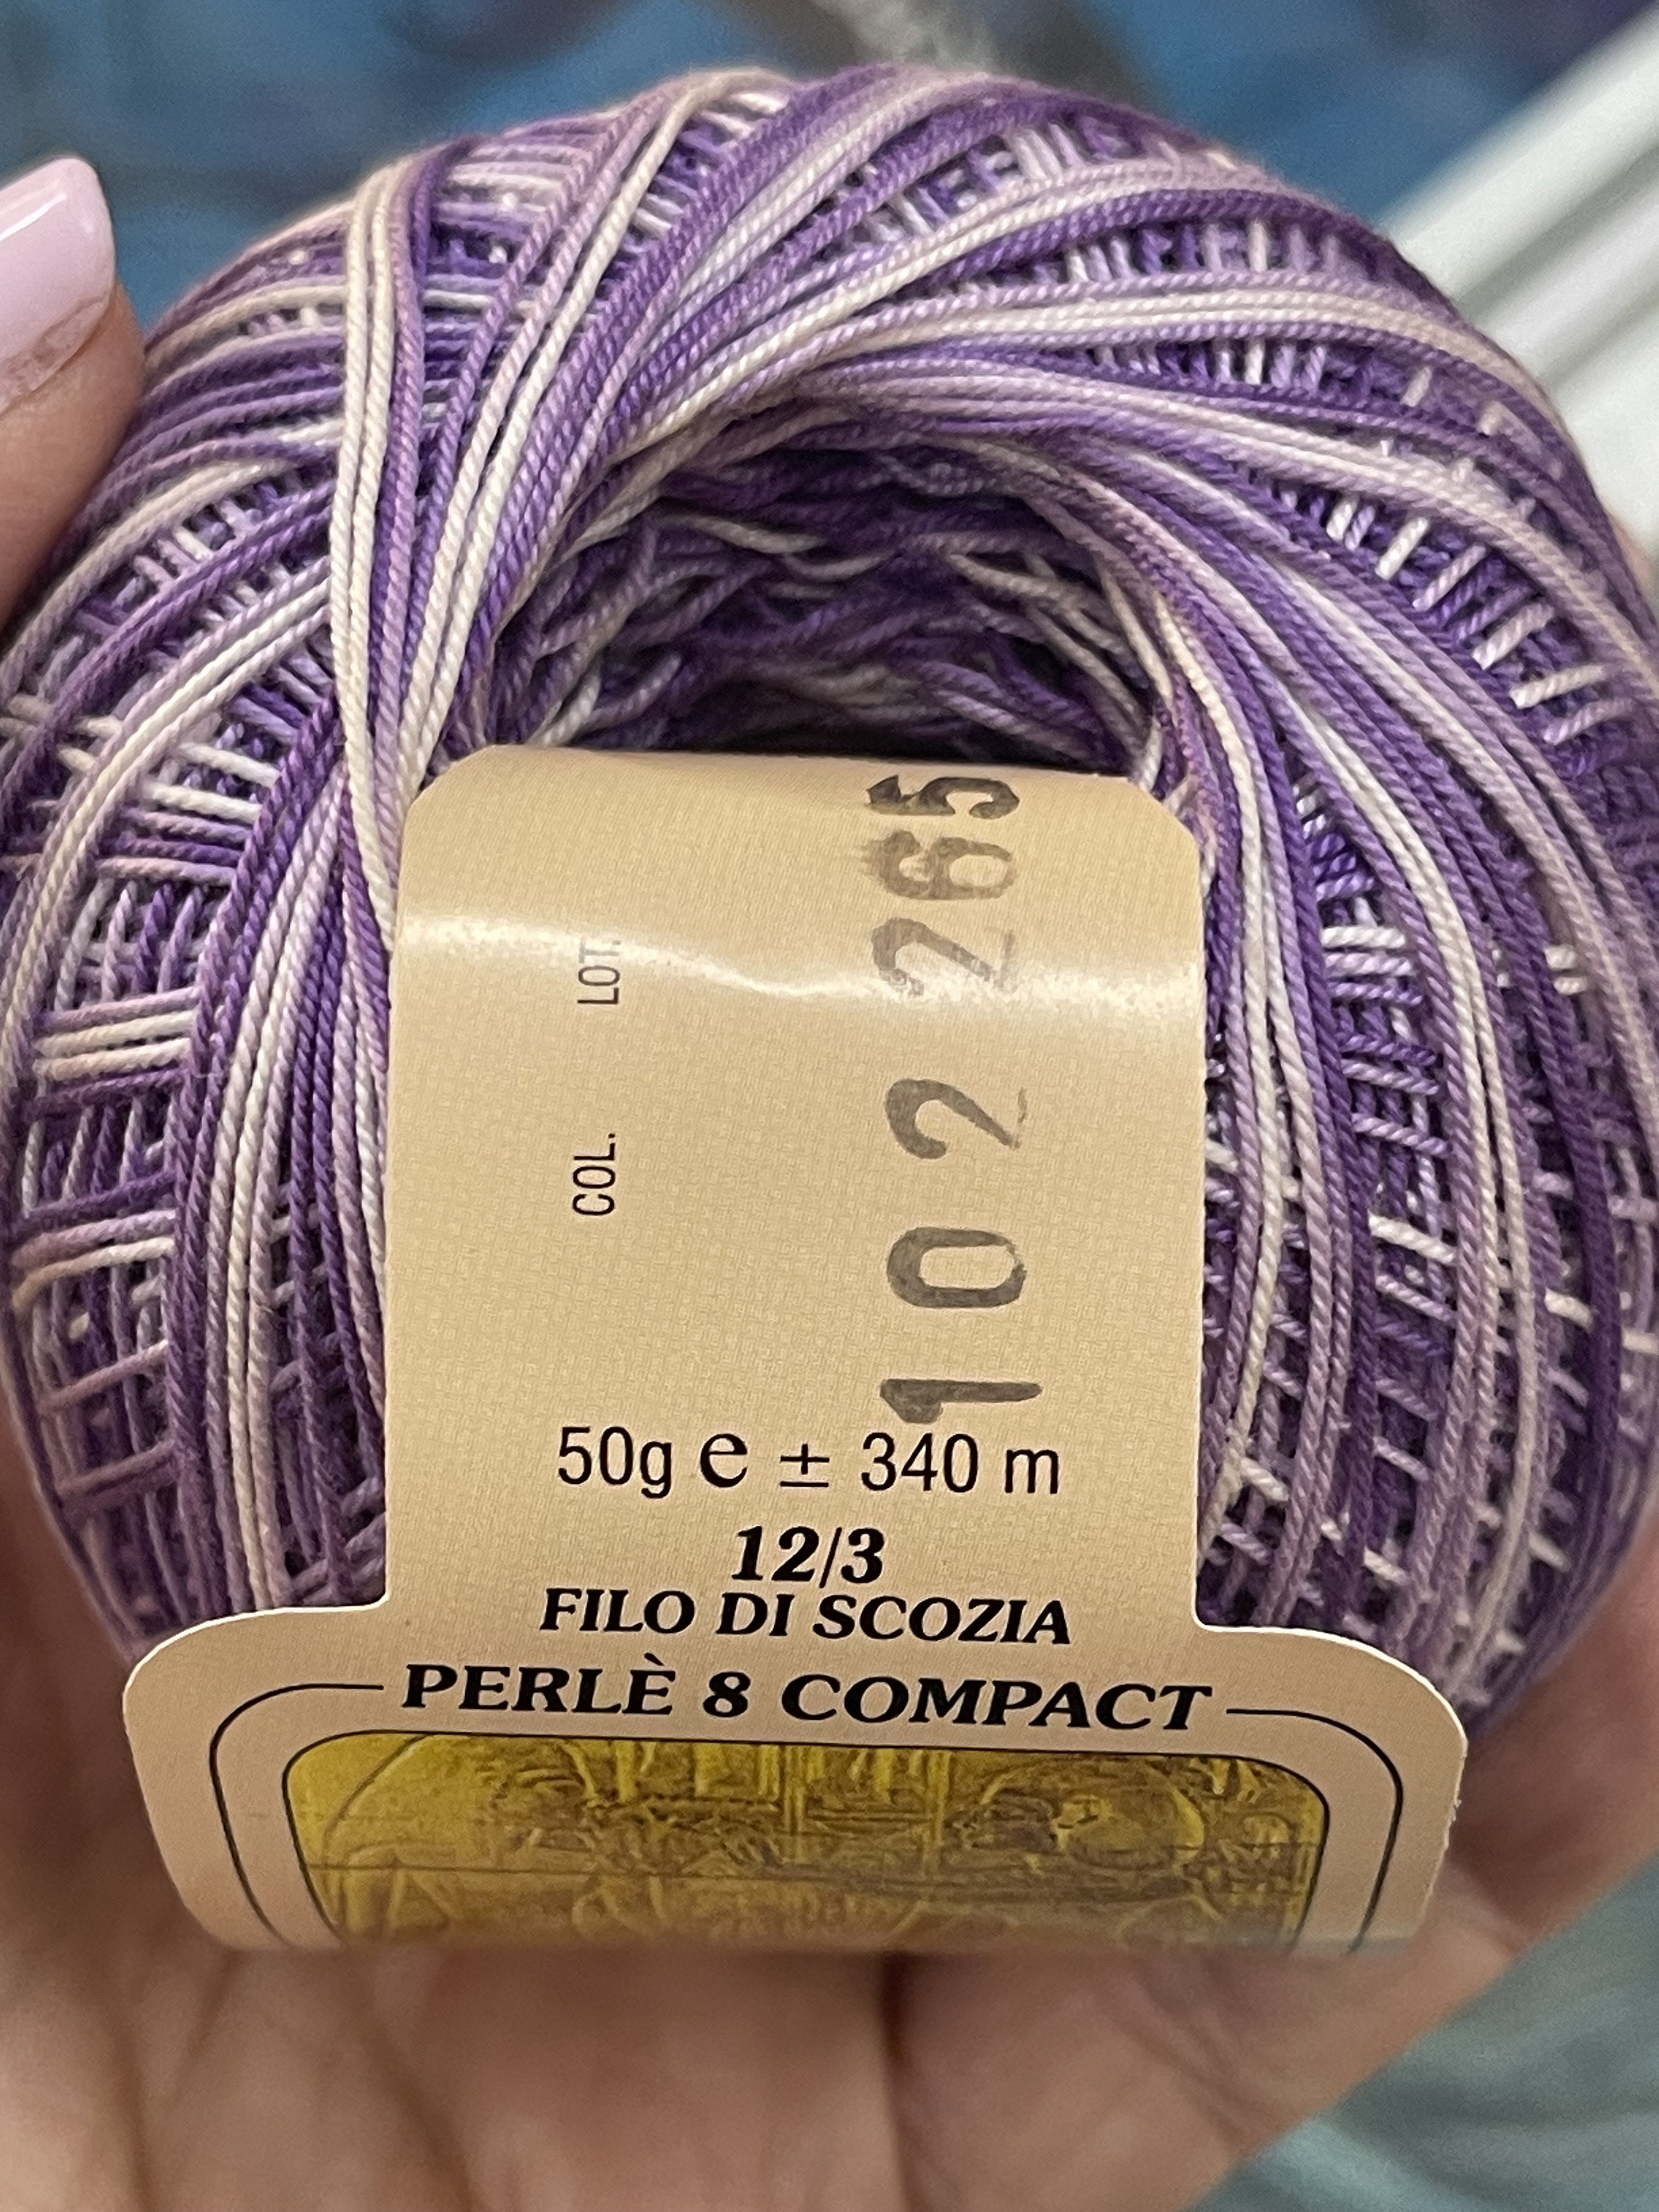 COL. LOT.
102 265
50g e ± 340 m
12/3
FILO DI SCOZIA
PERLÈ 8 COMPACT